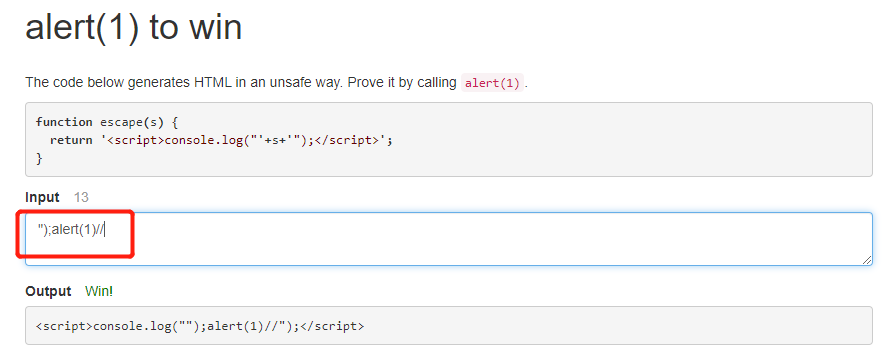 alert(1) to win
The code below generates HTML in an unsafe way. Prove it by calling alert(1).
function escape(s) {
  return '<script>console.log("'+s+'");</script>';
}
Input 13
");alert(1)//
Output Win!
<script>console.log("");alert(1)//");</script>